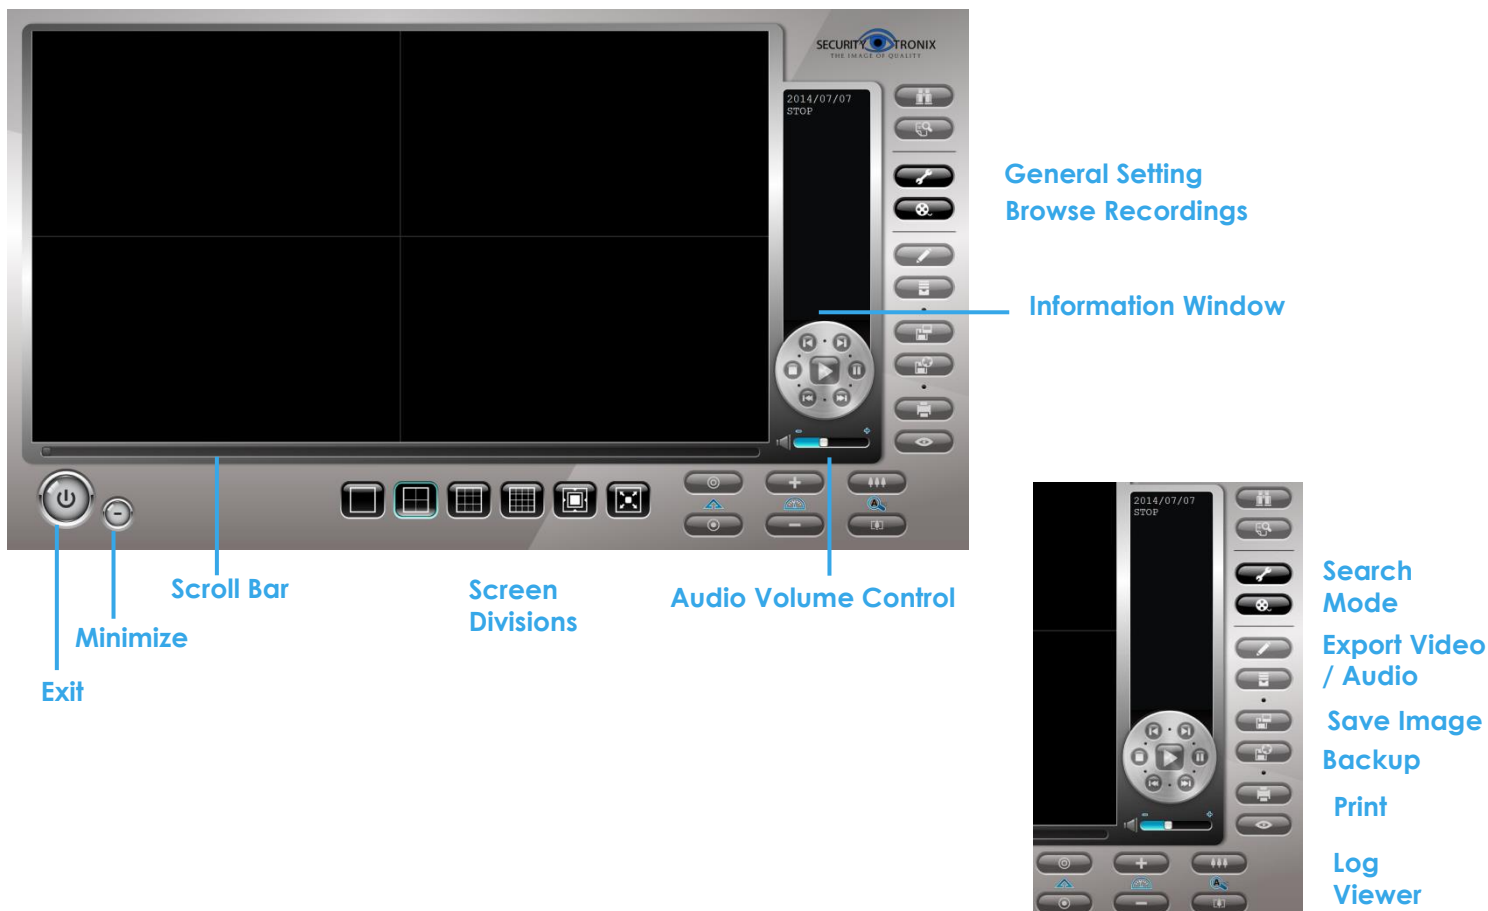 SECURITY TRONIX
THE IMAGE OF QUALITY
2014/07/07
STOP
General Setting
Browse Recordings
Information Window
Scroll Bar
Screen
Divisions
Audio Volume Control
Minimize
Exit
2014/07/07
STOP
Search
Mode
Export Video
/ Audio
Save Image
Backup
Print
Log
Viewer